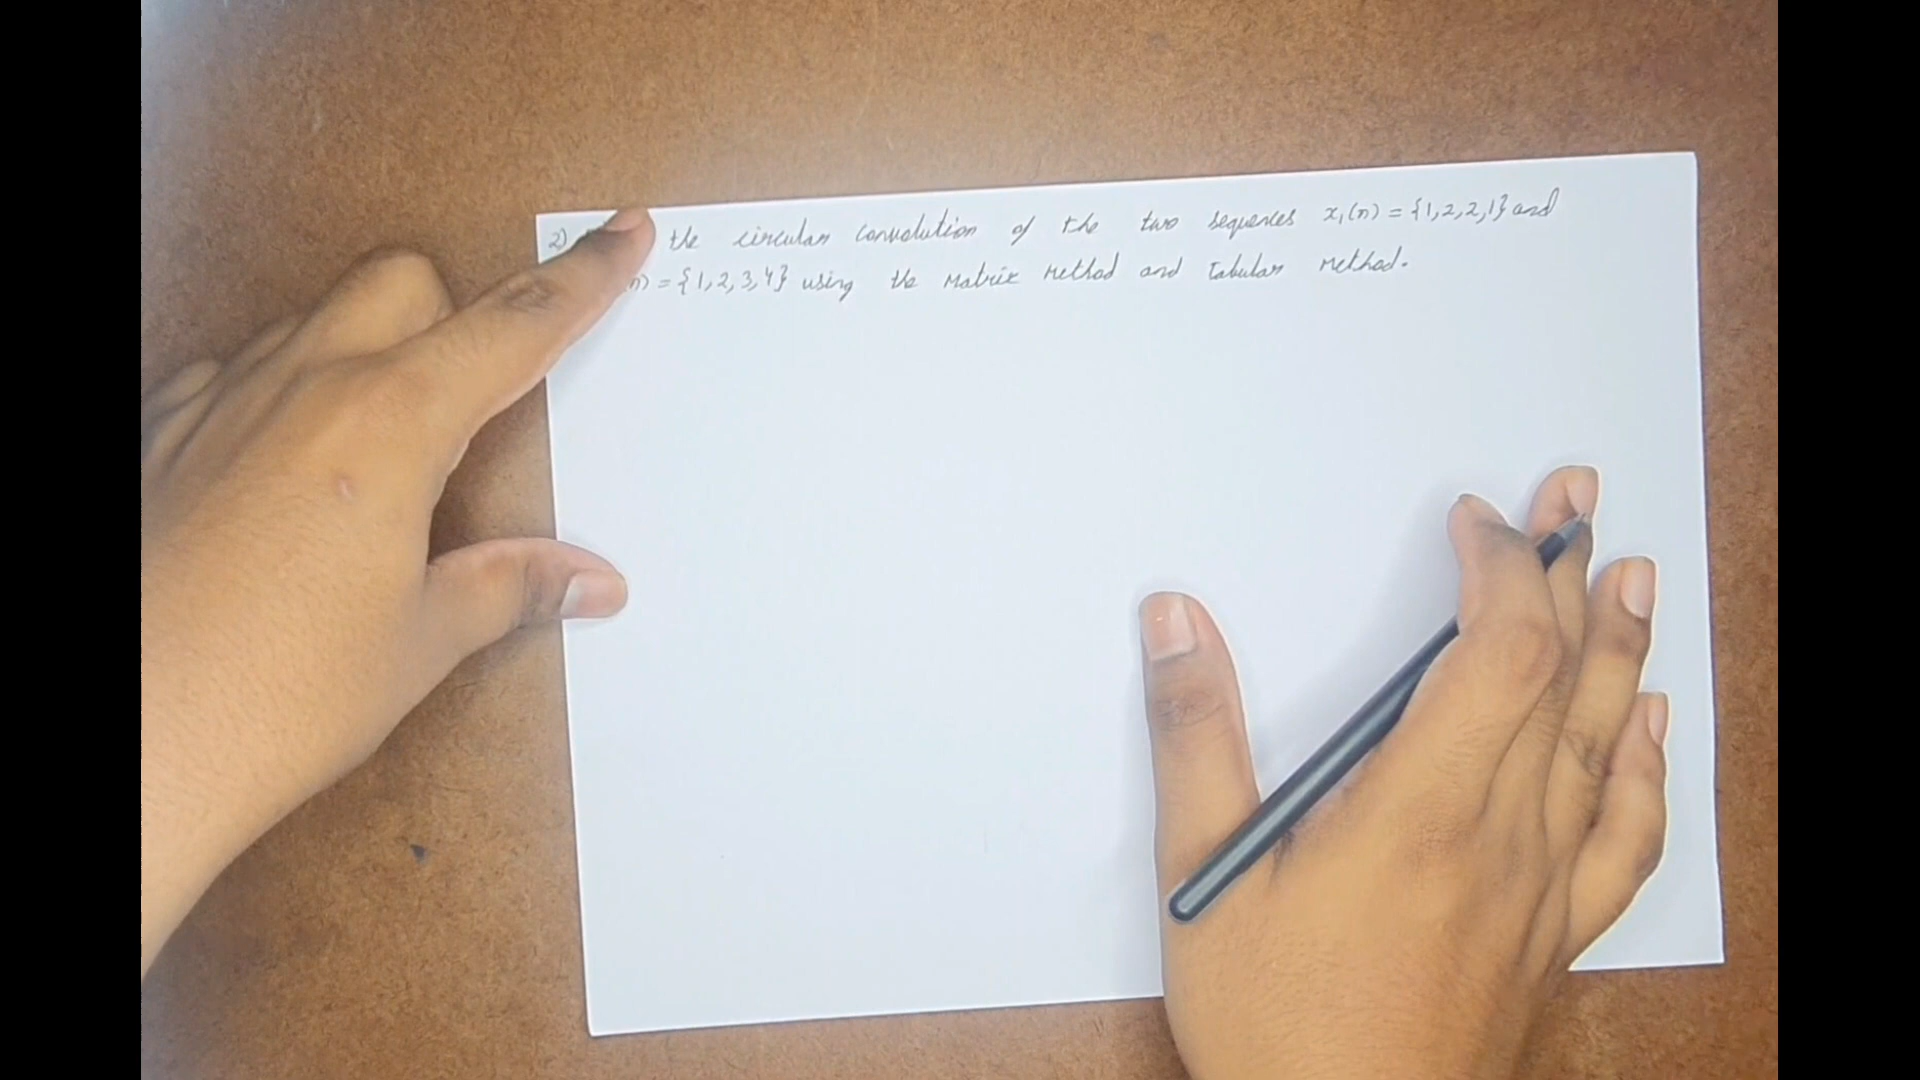 2) the circular convolution of the two sequences x₁(n) = {1,2,2,1} and
(n) = {1,2,3,4} using the Matrix Method and Tabular method.